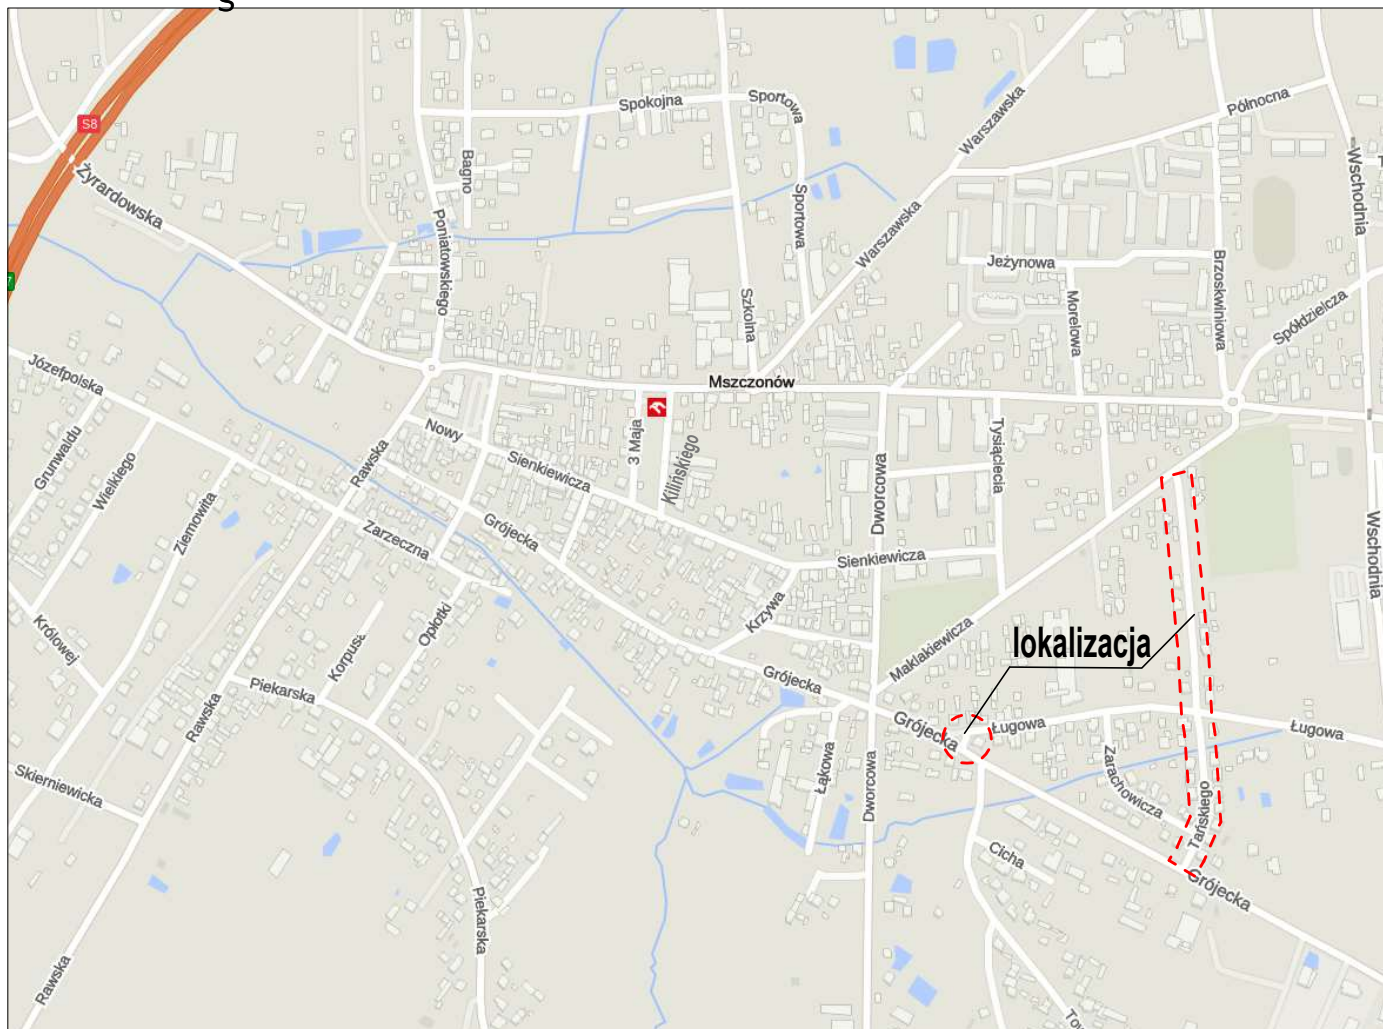 S
S8
7
Żyrardowska
Spokojna
Sportowa
Warszawska
Północna
Bagno
Wschodnia
T
Poniatowskiego
Sportowa
Warszawska
Szkolna
Jeżynowa
Morelowa
Brzoskwiniowa
Spółdzielcza
Józefpolska
Mszczonów
Grunwaldu
Wielkiego
Ziemowita
Nowy
Rawska
Sienkiewicza
3 Maja
Kilińskiego
Dworcowa
Tysiąclecia
Wschodnia
Zarzeczna
Grójecka
Sienkiewicza
Królowej
Korpusa
Opłotki
Krzywa
Maklakiewicza
lokalizacja
Piekarska
Rawska
Grójecka
Grójecka
Ługowa
Ługowa
Skierniewicka
Łąkowa
Dworcowa
Zarachowicza
Tańskiego
Cicha
Grójecka
Piekarska
Rawska
Tow